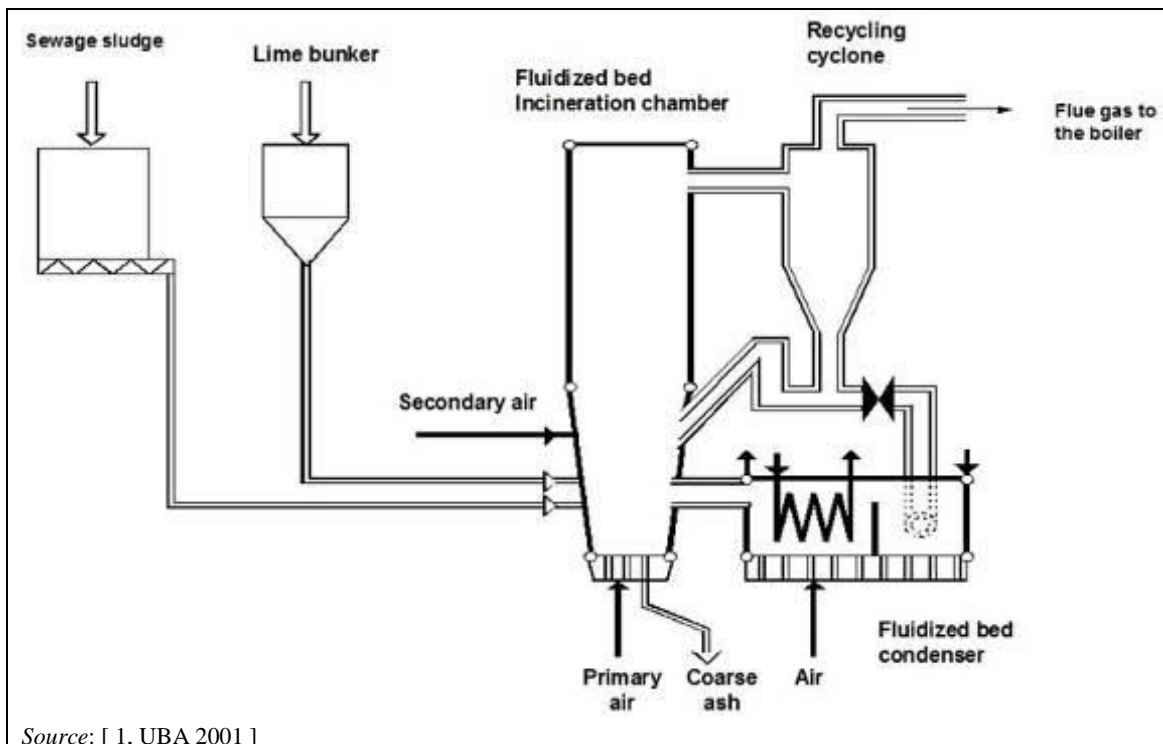 Sewage sludge
Lime bunker
Fluidized bed
Incineration chamber
Recycling
cyclone
Flue gas to
the boiler
Secondary air
Primary
air
Coarse
ash
Air
Fluidized bed
condenser
Source: [ 1, UBA 2001 ]